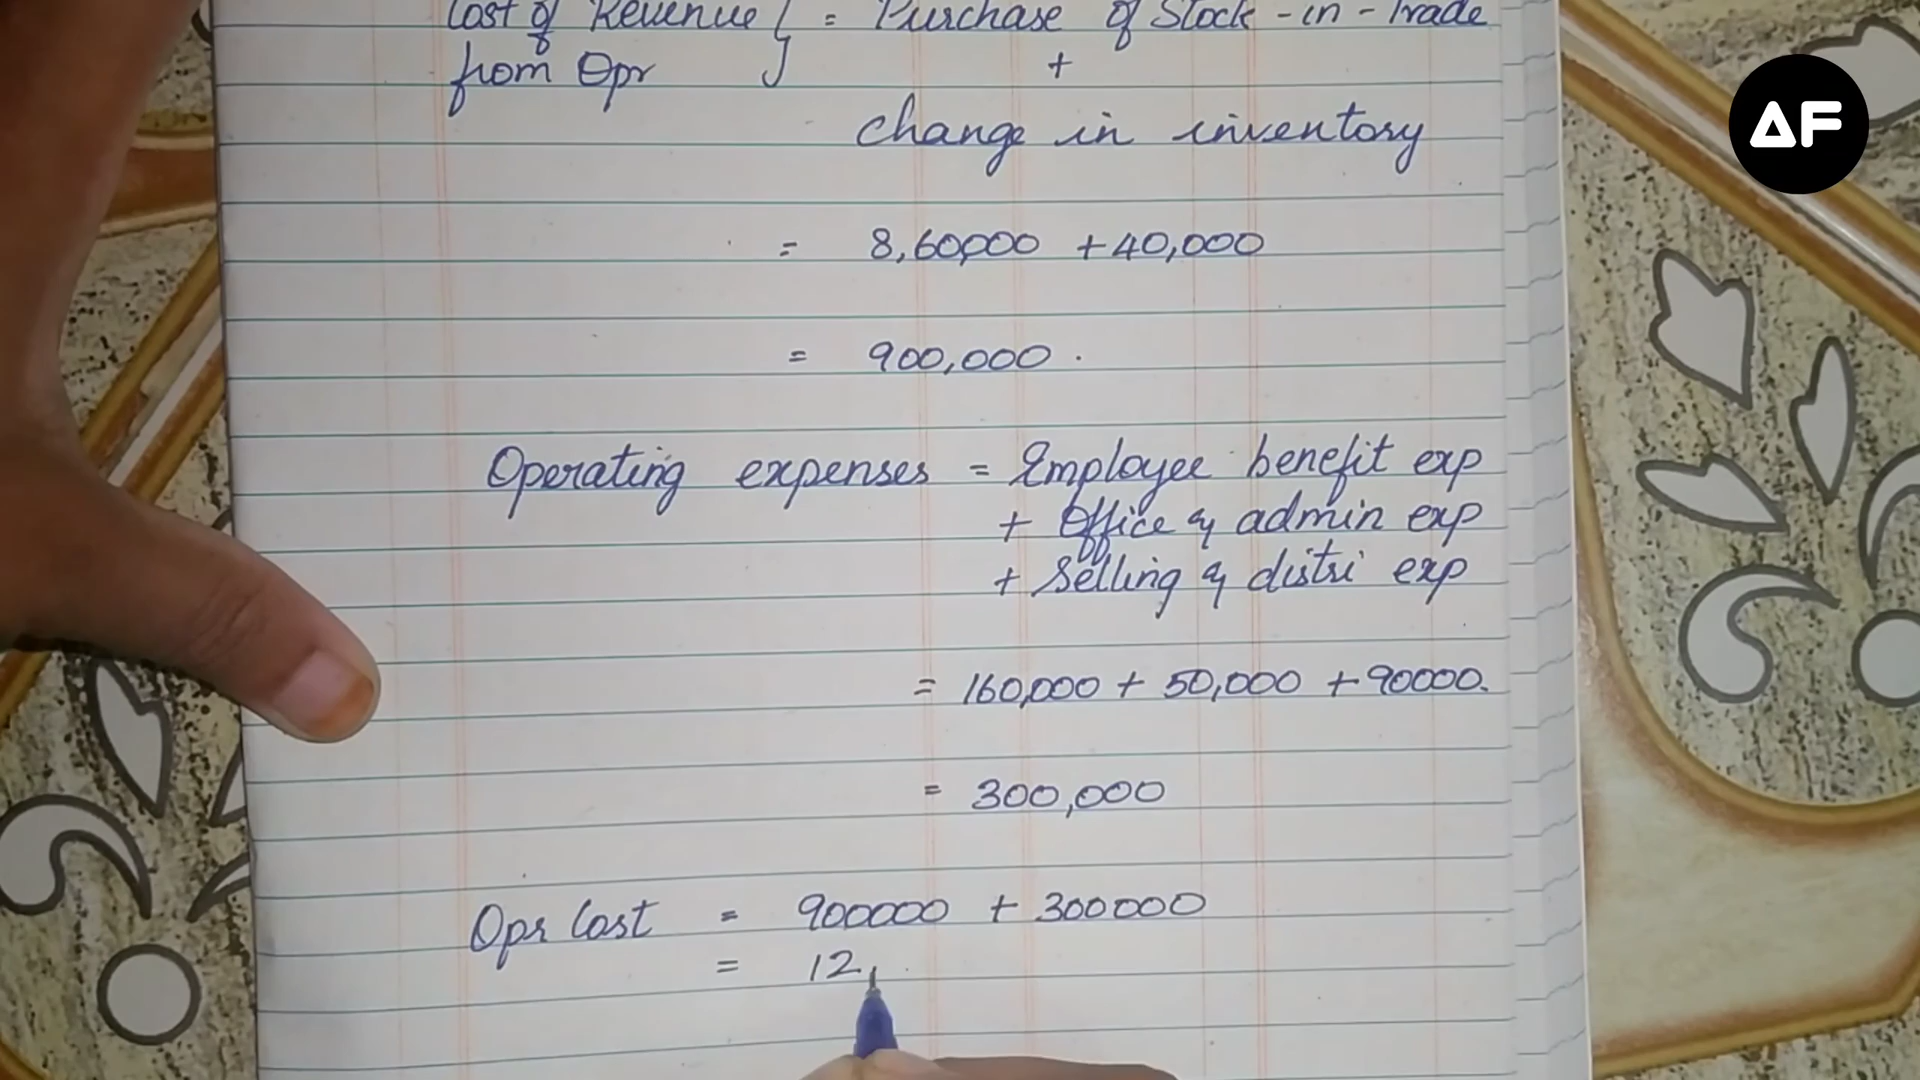 Cost of Revenue } = Purchase of Stock-in-Trade
from Opr +
change in inventory
= 8,60,000 + 40,000
= 900,000.
Operating expenses = Employee benefit exp
+ Office & admin exp
+ Selling & distri exp
= 160,000 + 50,000 + 90000.
= 300,000
Opr Cost = 900000 + 300000
= 12,
AF